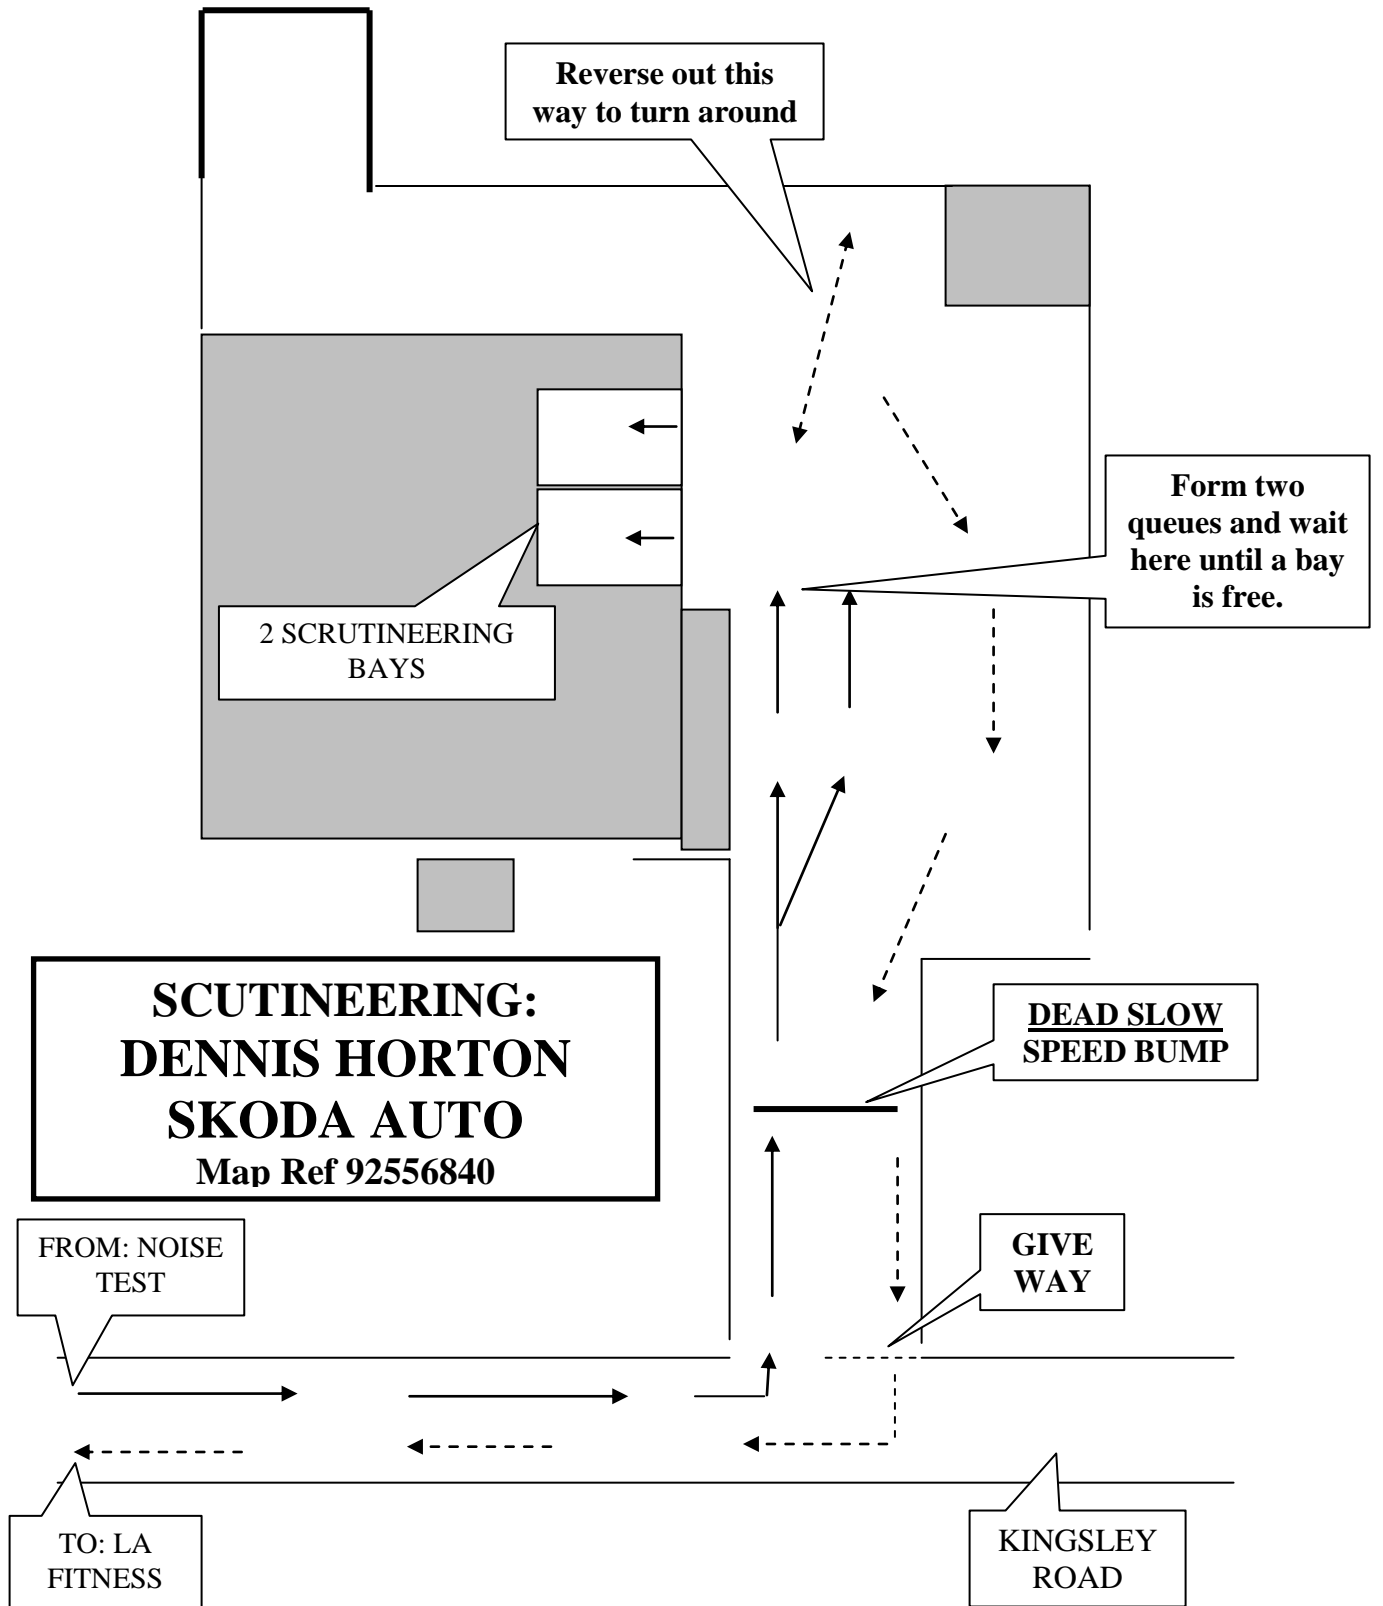 Reverse out this
way to turn around
Form two
queues and wait
here until a bay
is free.
2 SCRUTINEERING
BAYS
SCUTINEERING:
DENNIS HORTON
SKODA AUTO
Map Ref 92556840
DEAD SLOW
SPEED BUMP
FROM: NOISE
TEST
GIVE
WAY
TO: LA
FITNESS
KINGSLEY
ROAD